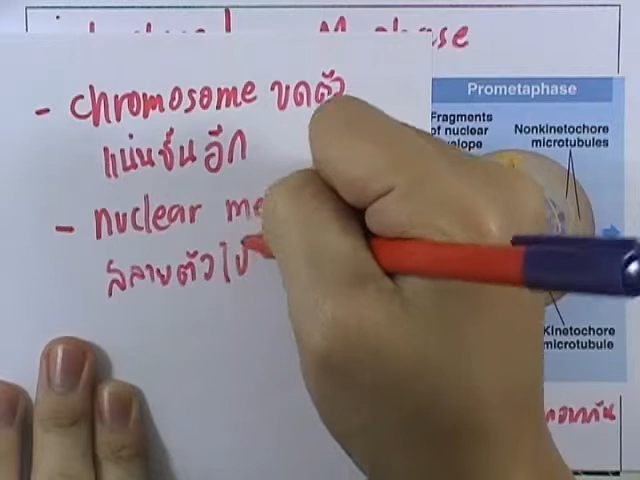 Prometaphase
- chromosome ขดตัว
แน่นขึ้นอีก
Fragments
of nuclear
envelope
Nonkinetochore
microtubules
- nuclear me
สลายตัวไป
Kinetochore
microtubule